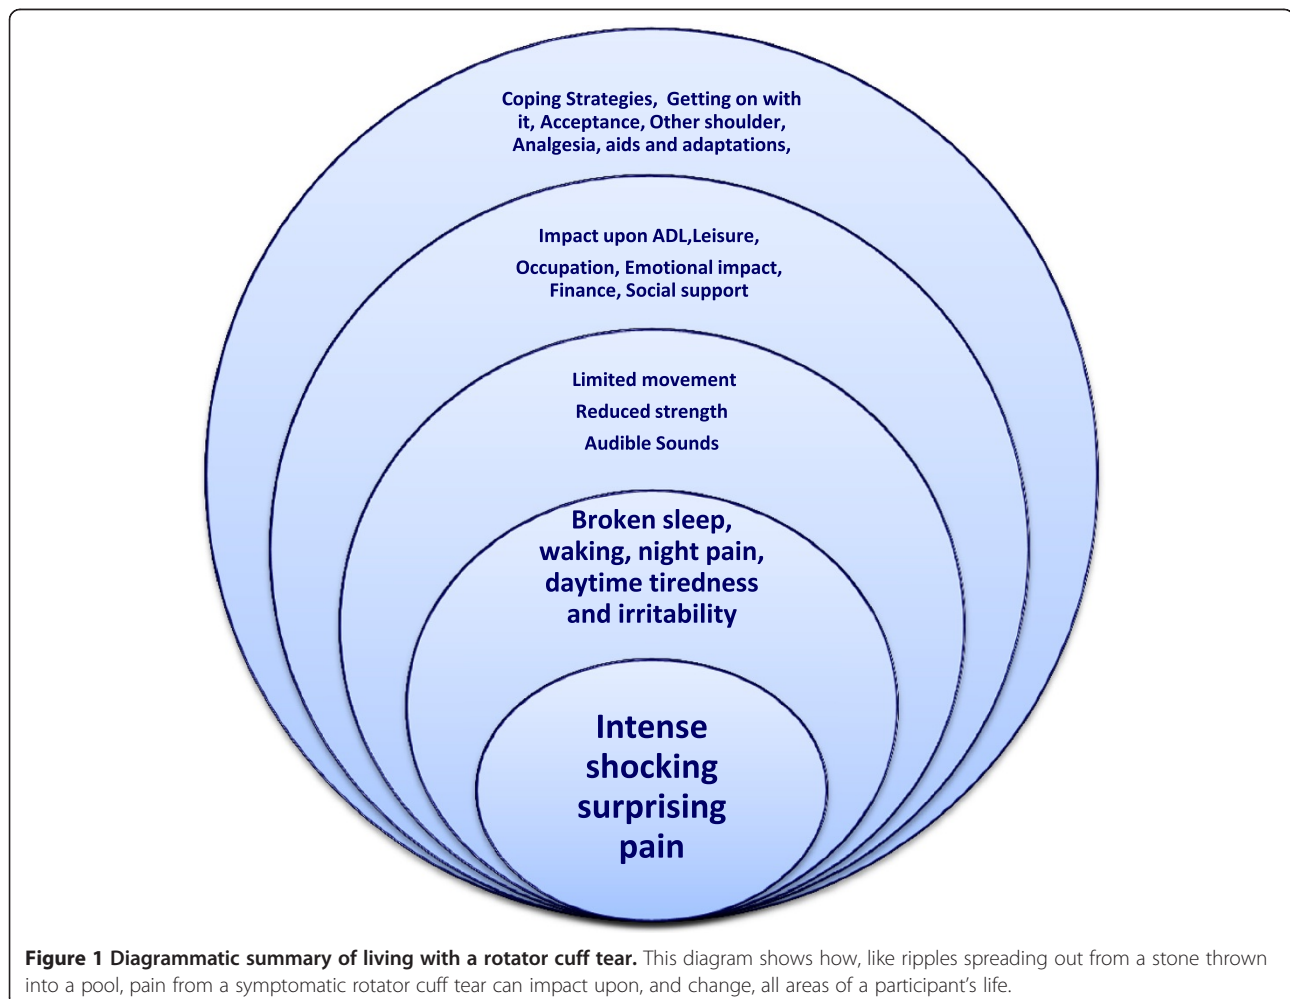 Coping Strategies,  Getting on with
it, Acceptance, Other shoulder,
Analgesia, aids and adaptations,
Impact upon ADL,Leisure,
Occupation, Emotional impact,
Finance, Social support
Limited movement
Reduced strength
Audible Sounds
Broken sleep,
waking, night pain,
daytime tiredness
and irritability
Intense
shocking
surprising
pain
Figure 1 Diagrammatic summary of living with a rotator cuff tear. This diagram shows how, like ripples spreading out from a stone thrown
into a pool, pain from a symptomatic rotator cuff tear can impact upon, and change, all areas of a participant's life.